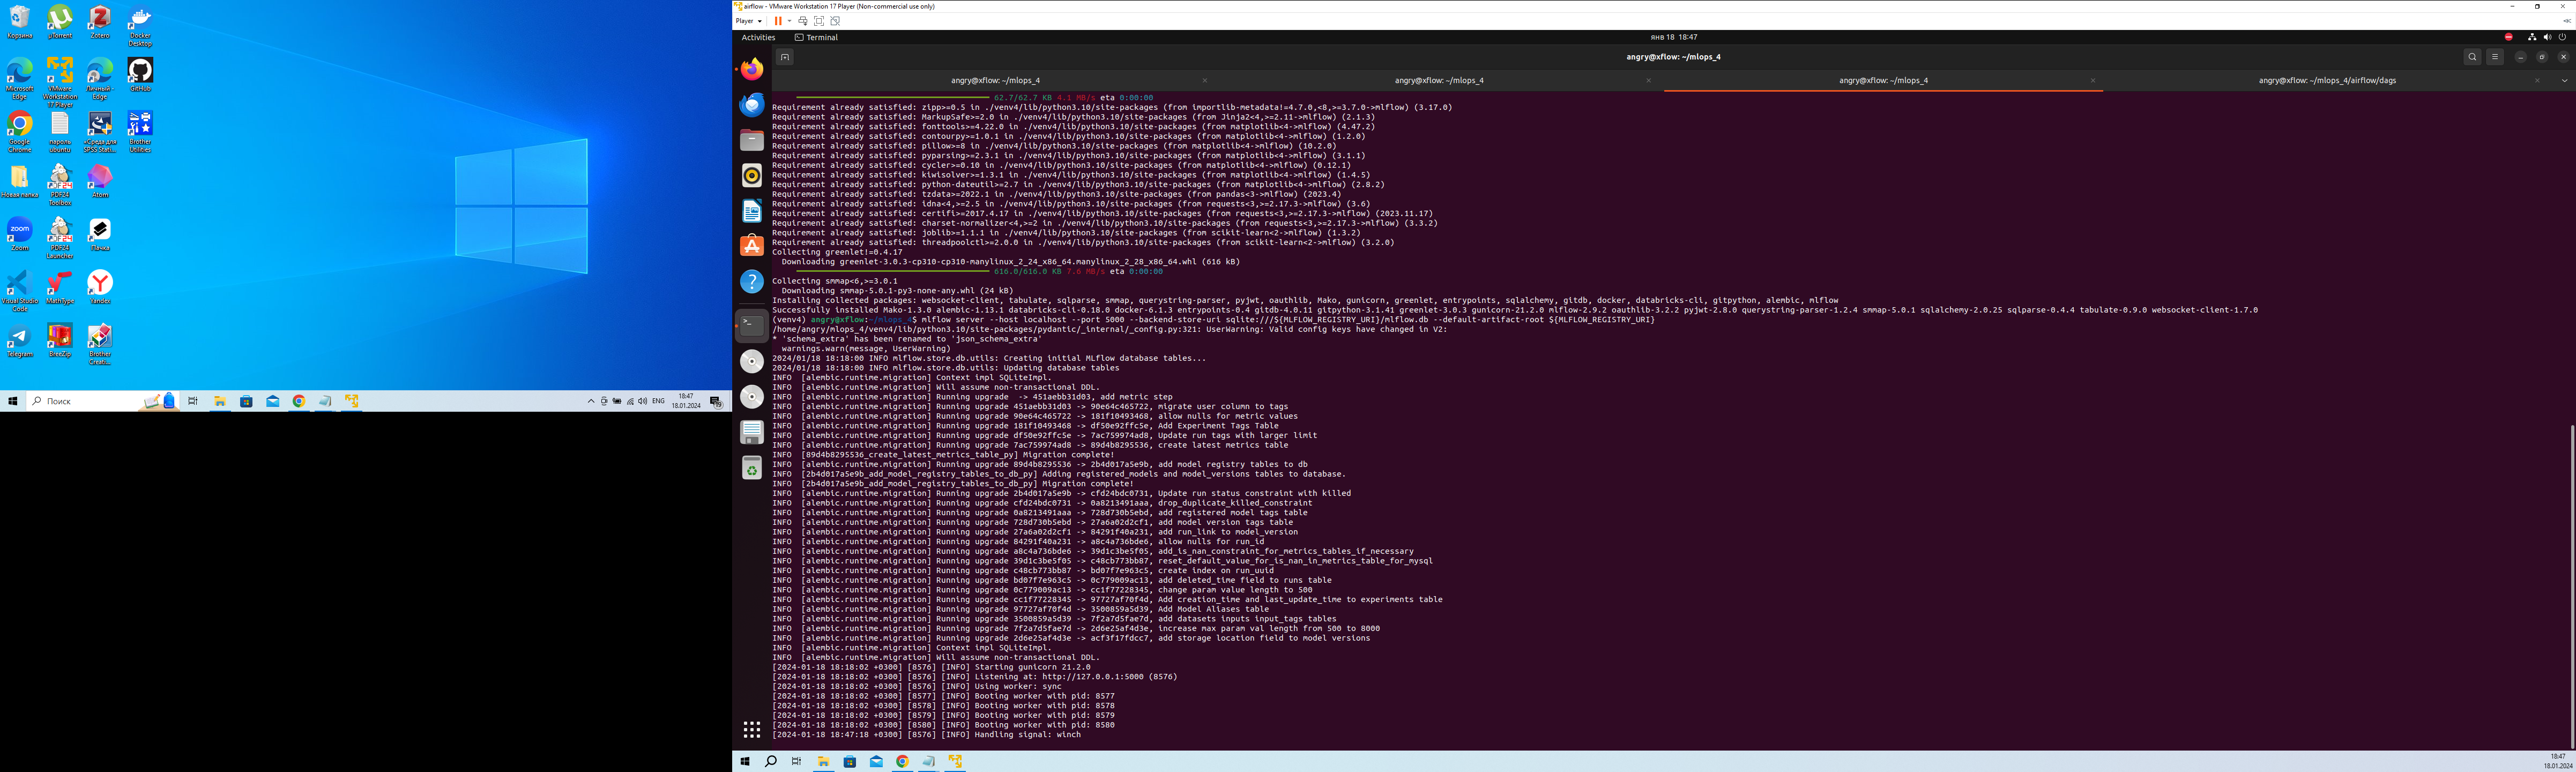 Корзина
µTorrent
Zotero
Docker Desktop
Microsoft Edge
VMware Workstation 17 Player
Личный - Edge
GitHub
Google Chrome
пароль ubuntu
«Среда для SPSS Stati...
Brother Utilities
Новая папка
PDF24 Toolbox
Atom
Zoom
PDF24 Launcher
Пачка
Visual Studio Code
MathType
Yandex
Telegram
BreeZip
Brother Creati...
Поиск
ENG
18:47
18.01.2024
airflow - VMware Workstation 17 Player (Non-commercial use only)
Player
Activities
Terminal
янв 18 18:47
angry@xflow: ~/mlops_4
angry@xflow: ~/mlops_4
angry@xflow: ~/mlops_4
angry@xflow: ~/mlops_4
angry@xflow: ~/mlops_4/airflow/dags
62.7/62.7 KB 4.1 MB/s eta 0:00:00
Requirement already satisfied: zipp>=0.5 in ./venv4/lib/python3.10/site-packages (from importlib-metadata!=4.7.0,<8,>=3.7.0->mlflow) (3.17.0)
Requirement already satisfied: MarkupSafe>=2.0 in ./venv4/lib/python3.10/site-packages (from Jinja2<4,>=2.11->mlflow) (2.1.3)
Requirement already satisfied: fonttools>=4.22.0 in ./venv4/lib/python3.10/site-packages (from matplotlib<4->mlflow) (4.47.2)
Requirement already satisfied: contourpy>=1.0.1 in ./venv4/lib/python3.10/site-packages (from matplotlib<4->mlflow) (1.2.0)
Requirement already satisfied: pillow>=8 in ./venv4/lib/python3.10/site-packages (from matplotlib<4->mlflow) (10.2.0)
Requirement already satisfied: pyparsing>=2.3.1 in ./venv4/lib/python3.10/site-packages (from matplotlib<4->mlflow) (3.1.1)
Requirement already satisfied: cycler>=0.10 in ./venv4/lib/python3.10/site-packages (from matplotlib<4->mlflow) (0.12.1)
Requirement already satisfied: kiwisolver>=1.3.1 in ./venv4/lib/python3.10/site-packages (from matplotlib<4->mlflow) (1.4.5)
Requirement already satisfied: python-dateutil>=2.7 in ./venv4/lib/python3.10/site-packages (from matplotlib<4->mlflow) (2.8.2)
Requirement already satisfied: tzdata>=2022.1 in ./venv4/lib/python3.10/site-packages (from pandas<3->mlflow) (2023.4)
Requirement already satisfied: idna<4,>=2.5 in ./venv4/lib/python3.10/site-packages (from requests<3,>=2.17.3->mlflow) (3.6)
Requirement already satisfied: certifi>=2017.4.17 in ./venv4/lib/python3.10/site-packages (from requests<3,>=2.17.3->mlflow) (2023.11.17)
Requirement already satisfied: charset-normalizer<4,>=2 in ./venv4/lib/python3.10/site-packages (from requests<3,>=2.17.3->mlflow) (3.3.2)
Requirement already satisfied: joblib>=1.1.1 in ./venv4/lib/python3.10/site-packages (from scikit-learn<2->mlflow) (1.3.2)
Requirement already satisfied: threadpoolctl>=2.0.0 in ./venv4/lib/python3.10/site-packages (from scikit-learn<2->mlflow) (3.2.0)
Collecting greenlet!=0.4.17
Downloading greenlet-3.0.3-cp310-cp310-manylinux_2_24_x86_64.manylinux_2_28_x86_64.whl (616 kB)
616.0/616.0 KB 7.6 MB/s eta 0:00:00
Collecting smmap<6,>=3.0.1
Downloading smmap-5.0.1-py3-none-any.whl (24 kB)
Installing collected packages: websocket-client, tabulate, sqlparse, smmap, querystring-parser, pyjwt, oauthlib, Mako, gunicorn, greenlet, entrypoints, sqlalchemy, gitdb, docker, databricks-cli, gitpython, alembic, mlflow
Successfully installed Mako-1.3.0 alembic-1.13.1 databricks-cli-0.18.0 docker-6.1.3 entrypoints-0.4 gitdb-4.0.11 gitpython-3.1.41 greenlet-3.0.3 gunicorn-21.2.0 mlflow-2.9.2 oauthlib-3.2.2 pyjwt-2.8.0 querystring-parser-1.2.4 smmap-5.0.1 sqlalchemy-2.0.25 sqlparse-0.4.4 tabulate-0.9.0 websocket-client-1.7.0
(venv4) angry@xflow:~/mlops_4$ mlflow server --host localhost --port 5000 --backend-store-uri sqlite:///${MLFLOW_REGISTRY_URI}/mlflow.db --default-artifact-root ${MLFLOW_REGISTRY_URI}
/home/angry/mlops_4/venv4/lib/python3.10/site-packages/pydantic/_internal/_config.py:321: UserWarning: Valid config keys have changed in V2:
* 'schema_extra' has been renamed to 'json_schema_extra'
warnings.warn(message, UserWarning)
2024/01/18 18:18:00 INFO mlflow.store.db.utils: Creating initial MLflow database tables...
2024/01/18 18:18:00 INFO mlflow.store.db.utils: Updating database tables
INFO [alembic.runtime.migration] Context impl SQLiteImpl.
INFO [alembic.runtime.migration] Will assume non-transactional DDL.
INFO [alembic.runtime.migration] Running upgrade -> 451aebb31d03, add metric step
INFO [alembic.runtime.migration] Running upgrade 451aebb31d03 -> 90e64c465722, migrate user column to tags
INFO [alembic.runtime.migration] Running upgrade 90e64c465722 -> 181f10493468, allow nulls for metric values
INFO [alembic.runtime.migration] Running upgrade 181f10493468 -> df50e92ffc5e, Add Experiment Tags Table
INFO [alembic.runtime.migration] Running upgrade df50e92ffc5e -> 7ac759974ad8, Update run tags with larger limit
INFO [alembic.runtime.migration] Running upgrade 7ac759974ad8 -> 89d4b8295536, create latest metrics table
INFO [89d4b8295536_create_latest_metrics_table_py] Migration complete!
INFO [alembic.runtime.migration] Running upgrade 89d4b8295536 -> 2b4d017a5e9b, add model registry tables to db
INFO [2b4d017a5e9b_add_model_registry_tables_to_db_py] Adding registered_models and model_versions tables to database.
INFO [2b4d017a5e9b_add_model_registry_tables_to_db_py] Migration complete!
INFO [alembic.runtime.migration] Running upgrade 2b4d017a5e9b -> cfd24bdc0731, Update run status constraint with killed
INFO [alembic.runtime.migration] Running upgrade cfd24bdc0731 -> 0a8213491aaa, drop_duplicate_killed_constraint
INFO [alembic.runtime.migration] Running upgrade 0a8213491aaa -> 728d730b5ebd, add registered model tags table
INFO [alembic.runtime.migration] Running upgrade 728d730b5ebd -> 27a6a02d2cf1, add model version tags table
INFO [alembic.runtime.migration] Running upgrade 27a6a02d2cf1 -> 84291f40a231, add run_link to model_version
INFO [alembic.runtime.migration] Running upgrade 84291f40a231 -> a8c4a736bde6, allow nulls for run_id
INFO [alembic.runtime.migration] Running upgrade a8c4a736bde6 -> 39d1c3be5f05, add_is_nan_constraint_for_metrics_tables_if_necessary
INFO [alembic.runtime.migration] Running upgrade 39d1c3be5f05 -> c48cb773bb87, reset_default_value_for_is_nan_in_metrics_table_for_mysql
INFO [alembic.runtime.migration] Running upgrade c48cb773bb87 -> bd07f7e963c5, create index on run_uuid
INFO [alembic.runtime.migration] Running upgrade bd07f7e963c5 -> 0c779009ac13, add deleted_time field to runs table
INFO [alembic.runtime.migration] Running upgrade 0c779009ac13 -> cc1f77228345, change param value length to 500
INFO [alembic.runtime.migration] Running upgrade cc1f77228345 -> 97727af70f4d, Add creation_time and last_update_time to experiments table
INFO [alembic.runtime.migration] Running upgrade 97727af70f4d -> 3500859a5d39, Add Model Aliases table
INFO [alembic.runtime.migration] Running upgrade 3500859a5d39 -> 7f2a7d5fae7d, add datasets inputs input_tags tables
INFO [alembic.runtime.migration] Running upgrade 7f2a7d5fae7d -> 2d6e25af4d3e, increase max param val length from 500 to 8000
INFO [alembic.runtime.migration] Running upgrade 2d6e25af4d3e -> acf3f17fdcc7, add storage location field to model versions
INFO [alembic.runtime.migration] Context impl SQLiteImpl.
INFO [alembic.runtime.migration] Will assume non-transactional DDL.
[2024-01-18 18:18:02 +0300] [8576] [INFO] Starting gunicorn 21.2.0
[2024-01-18 18:18:02 +0300] [8576] [INFO] Listening at: http://127.0.0.1:5000 (8576)
[2024-01-18 18:18:02 +0300] [8576] [INFO] Using worker: sync
[2024-01-18 18:18:02 +0300] [8577] [INFO] Booting worker with pid: 8577
[2024-01-18 18:18:02 +0300] [8578] [INFO] Booting worker with pid: 8578
[2024-01-18 18:18:02 +0300] [8579] [INFO] Booting worker with pid: 8579
[2024-01-18 18:18:02 +0300] [8580] [INFO] Booting worker with pid: 8580
[2024-01-18 18:47:18 +0300] [8576] [INFO] Handling signal: winch
18:47
18.01.2024